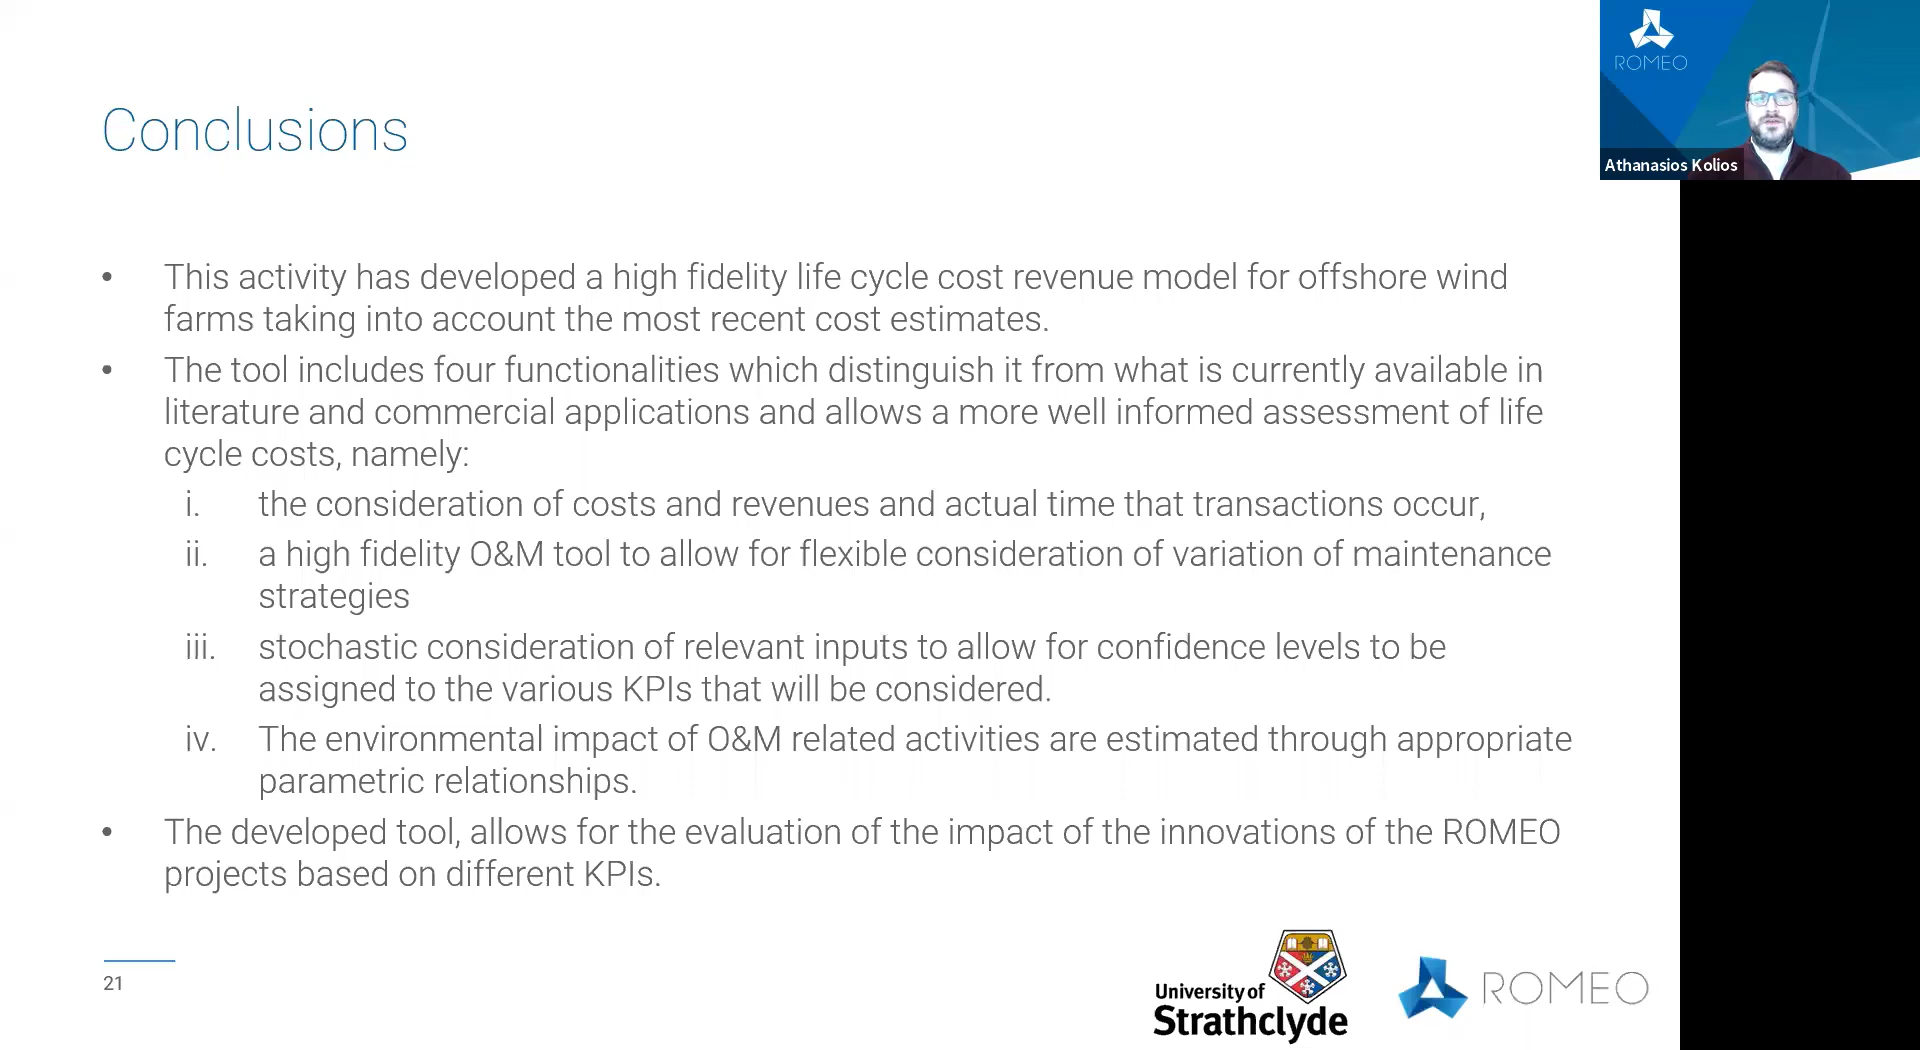 ROMEO
Athanasios Kolios
Conclusions
• This activity has developed a high fidelity life cycle cost revenue model for offshore wind
farms taking into account the most recent cost estimates.
• The tool includes four functionalities which distinguish it from what is currently available in
literature and commercial applications and allows a more well informed assessment of life
cycle costs, namely:
i. the consideration of costs and revenues and actual time that transactions occur,
ii. a high fidelity O&M tool to allow for flexible consideration of variation of maintenance
strategies
iii. stochastic consideration of relevant inputs to allow for confidence levels to be
assigned to the various KPIs that will be considered.
iv. The environmental impact of O&M related activities are estimated through appropriate
parametric relationships.
• The developed tool, allows for the evaluation of the impact of the innovations of the ROMEO
projects based on different KPIs.
21
University of
Strathclyde
ROMEO